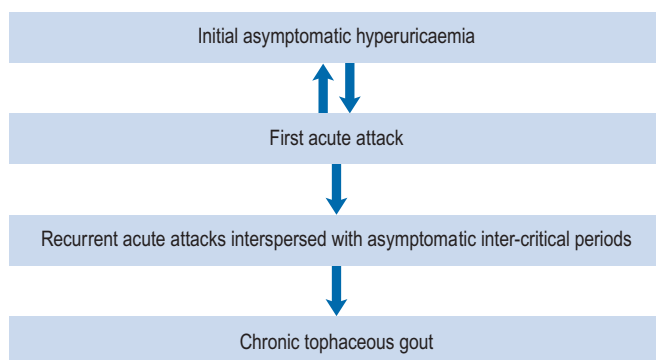 Initial asymptomatic hyperuricaemia
First acute attack
Recurrent acute attacks interspersed with asymptomatic inter-critical periods
Chronic tophaceous gout